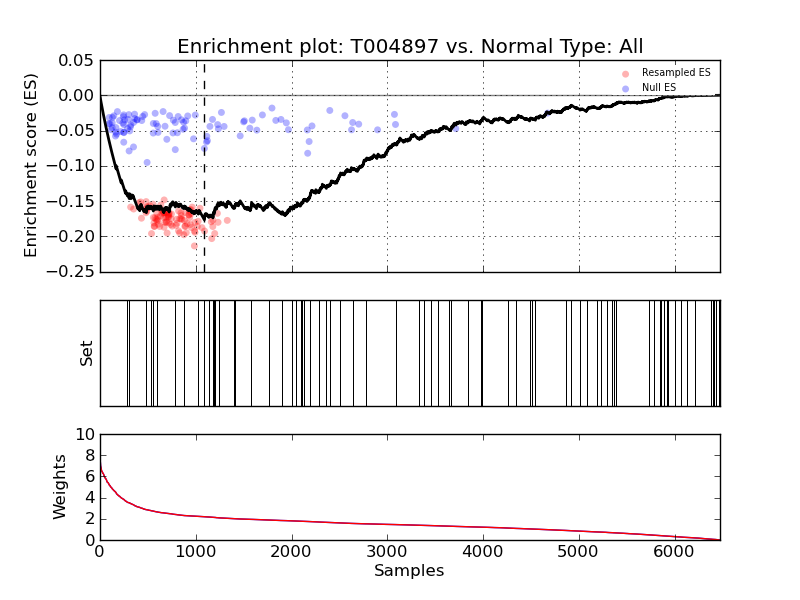 Enrichment plot: T004897 vs. Normal Type: All
Enrichment score (ES)
0.05
0.00
−0.05
−0.10
−0.15
−0.20
−0.25
Resampled ES
Null ES
Set
Weights
10
8
6
4
2
0
0 1000 2000 3000 4000 5000 6000
Samples